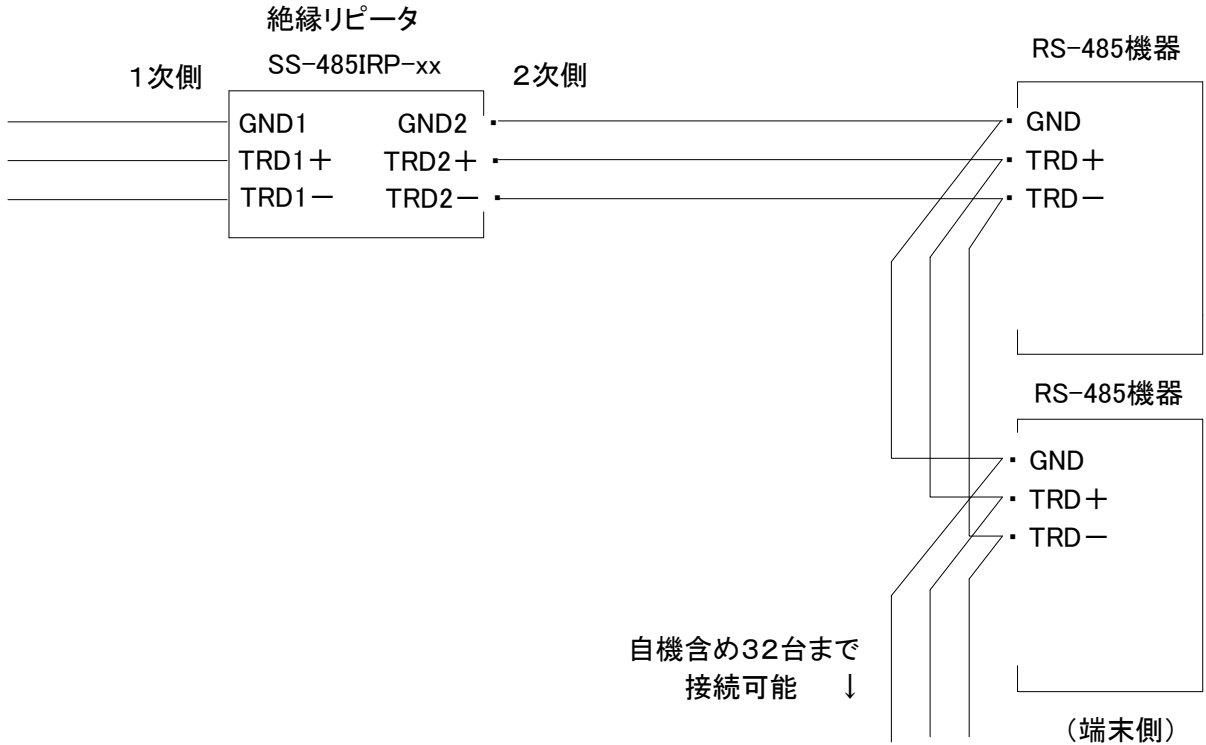 絶縁リピータ
SS-485IRP-xx
1次側
2次側
GND1 GND2
TRD1+ TRD2+
TRD1- TRD2-
RS-485機器
GND
TRD+
TRD-
RS-485機器
GND
TRD+
TRD-
自機含め32台まで
接続可能 ↓
(端末側)